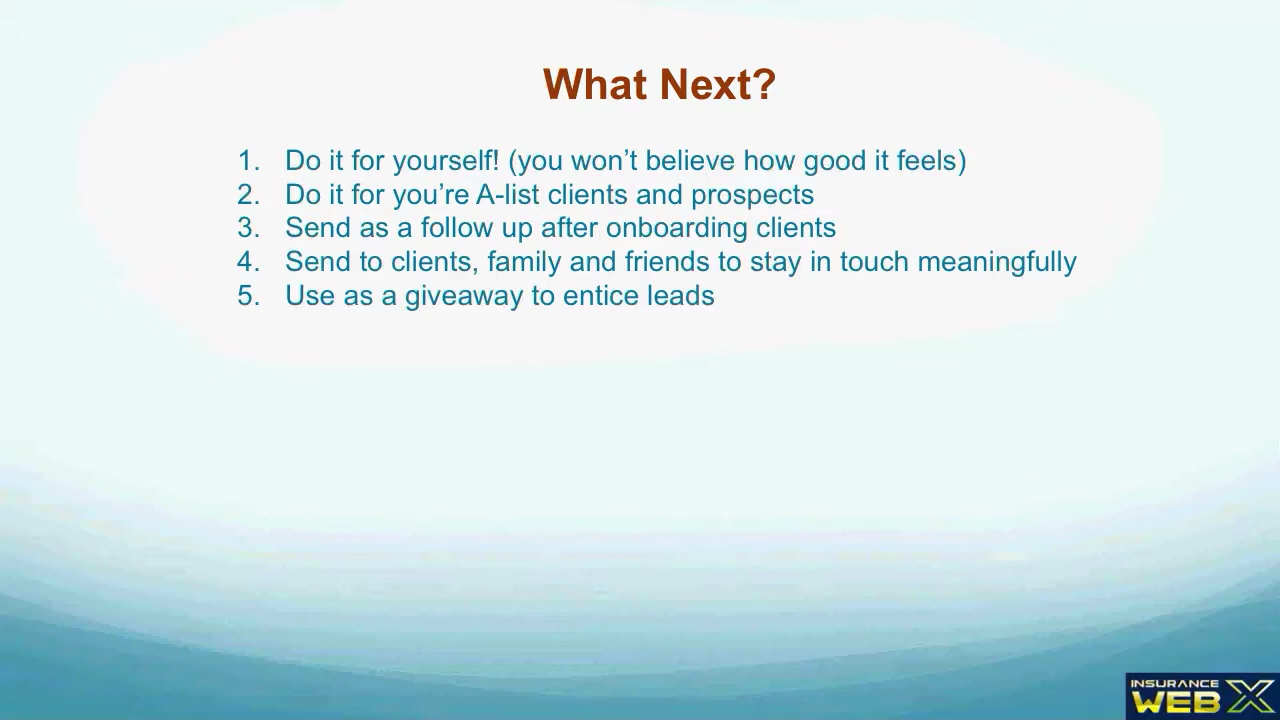 What Next?
1. Do it for yourself! (you won’t believe how good it feels)
2. Do it for you’re A-list clients and prospects
3. Send as a follow up after onboarding clients
4. Send to clients, family and friends to stay in touch meaningfully
5. Use as a giveaway to entice leads
INSURANCE
WEB X